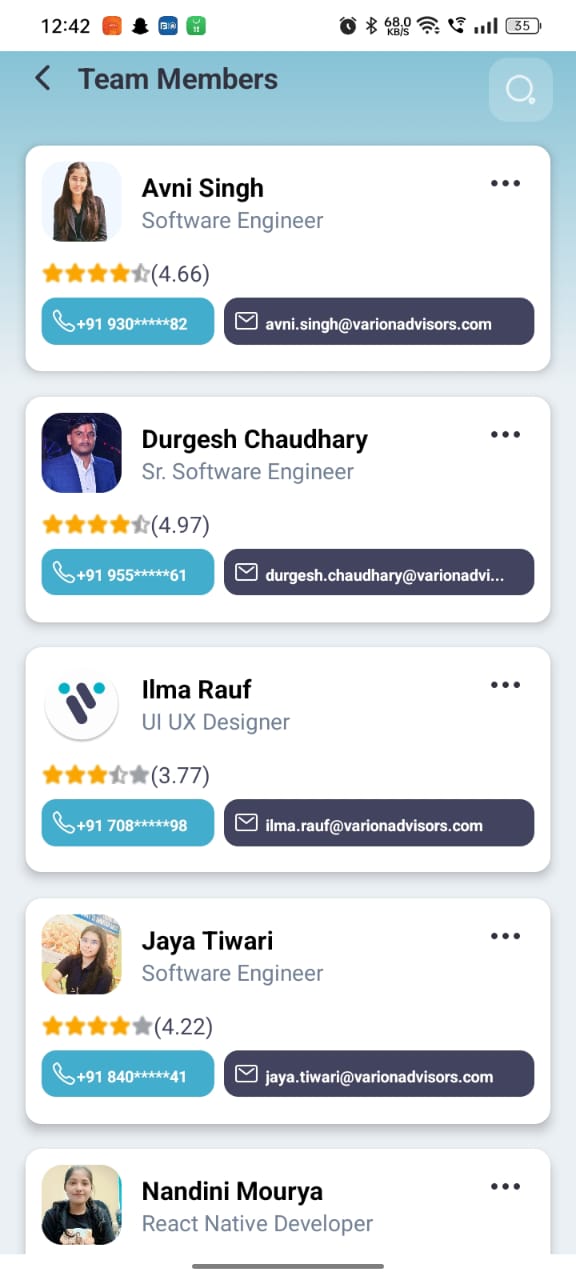 12:42
68.0
KB/S
35
Team Members
Avni Singh
Software Engineer
(4.66)
+91 930*****82
avni.singh@varionadvisors.com
Durgesh Chaudhary
Sr. Software Engineer
(4.97)
+91 955*****61
durgesh.chaudhary@varionadvi...
Ilma Rauf
UI UX Designer
(3.77)
+91 708*****98
ilma.rauf@varionadvisors.com
Jaya Tiwari
Software Engineer
(4.22)
+91 840*****41
jaya.tiwari@varionadvisors.com
Nandini Mourya
React Native Developer